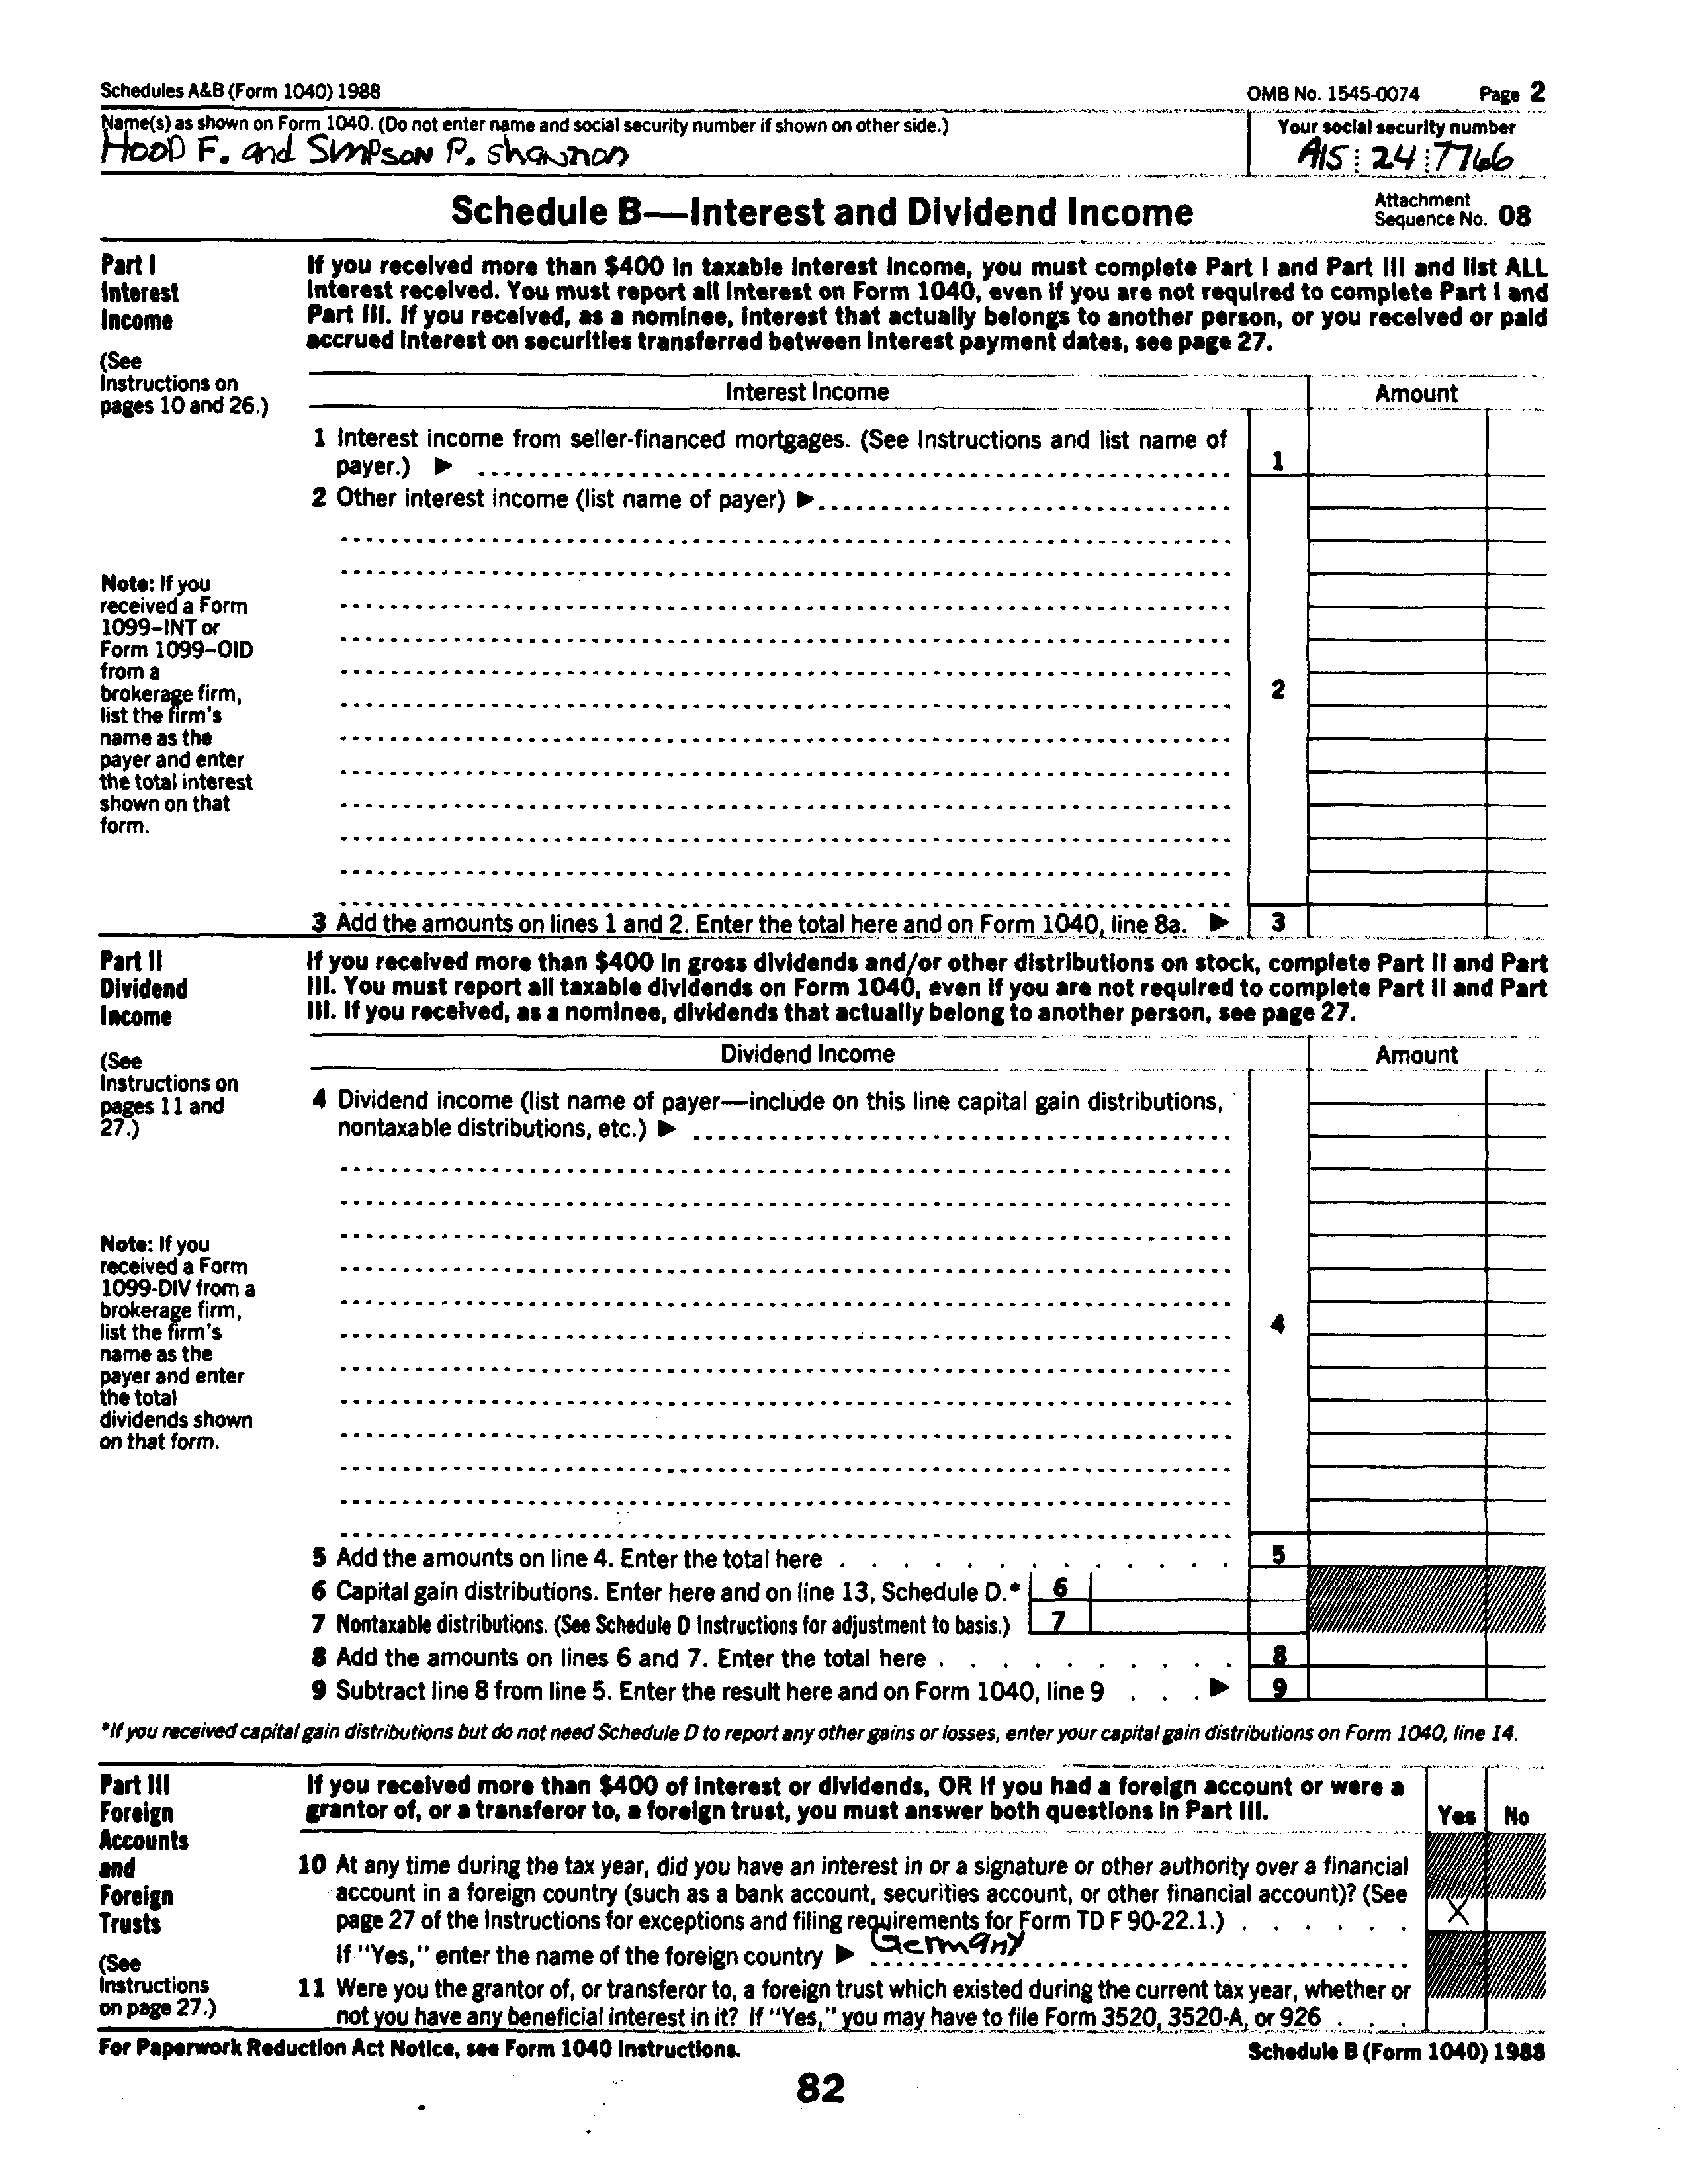 Schedules A&B (Form 1040) 1988
OMB No. 1545-0074 Page 2
Name(s) as shown on Form 1040. (Do not enter name and social security number if shown on other side.)
Your social security number
HOOD F. and SIMPSON P. shannon
A15 24 7766
Schedule B—Interest and Dividend Income
Attachment
Sequence No. 08
Part I
Interest
Income
(See
Instructions on
pages 10 and 26.)
If you received more than $400 in taxable interest income, you must complete Part I and Part III and list ALL
interest received. You must report all interest on Form 1040, even if you are not required to complete Part I and
Part III. If you received, as a nominee, interest that actually belongs to another person, or you received or paid
accrued interest on securities transferred between interest payment dates, see page 27.
Interest Income Amount
1 Interest income from seller-financed mortgages. (See Instructions and list name of
payer.) ▶ 1
2 Other interest income (list name of payer) ▶
Note: If you
received a Form
1099–INT or
Form 1099–OID
from a
brokerage firm,
list the firm's
name as the
payer and enter
the total interest
shown on that
form.
2
3 Add the amounts on lines 1 and 2. Enter the total here and on Form 1040, line 8a. ▶ 3
Part II
Dividend
Income
(See
Instructions on
pages 11 and
27.)
If you received more than $400 in gross dividends and/or other distributions on stock, complete Part II and Part
III. You must report all taxable dividends on Form 1040, even if you are not required to complete Part II and Part
III. If you received, as a nominee, dividends that actually belong to another person, see page 27.
Dividend Income Amount
4 Dividend income (list name of payer—include on this line capital gain distributions,
nontaxable distributions, etc.) ▶
Note: If you
received a Form
1099-DIV from a
brokerage firm,
list the firm's
name as the
payer and enter
the total
dividends shown
on that form.
4
5 Add the amounts on line 4. Enter the total here 5
6 Capital gain distributions. Enter here and on line 13, Schedule D.* 6
7 Nontaxable distributions. (See Schedule D Instructions for adjustment to basis.) 7
8 Add the amounts on lines 6 and 7. Enter the total here 8
9 Subtract line 8 from line 5. Enter the result here and on Form 1040, line 9 ▶ 9
*If you received capital gain distributions but do not need Schedule D to report any other gains or losses, enter your capital gain distributions on Form 1040, line 14.
Part III
Foreign
Accounts
and
Foreign
Trusts
(See
Instructions
on page 27.)
If you received more than $400 of interest or dividends, OR if you had a foreign account or were a
grantor of, or a transferor to, a foreign trust, you must answer both questions in Part III.
Yes No
10 At any time during the tax year, did you have an interest in or a signature or other authority over a financial
account in a foreign country (such as a bank account, securities account, or other financial account)? (See
page 27 of the Instructions for exceptions and filing requirements for Form TD F 90-22.1.) X
If "Yes," enter the name of the foreign country ▶ Germany
11 Were you the grantor of, or transferor to, a foreign trust which existed during the current tax year, whether or
not you have any beneficial interest in it? If "Yes," you may have to file Form 3520, 3520-A, or 926
For Paperwork Reduction Act Notice, see Form 1040 Instructions.
Schedule B (Form 1040) 1988
82